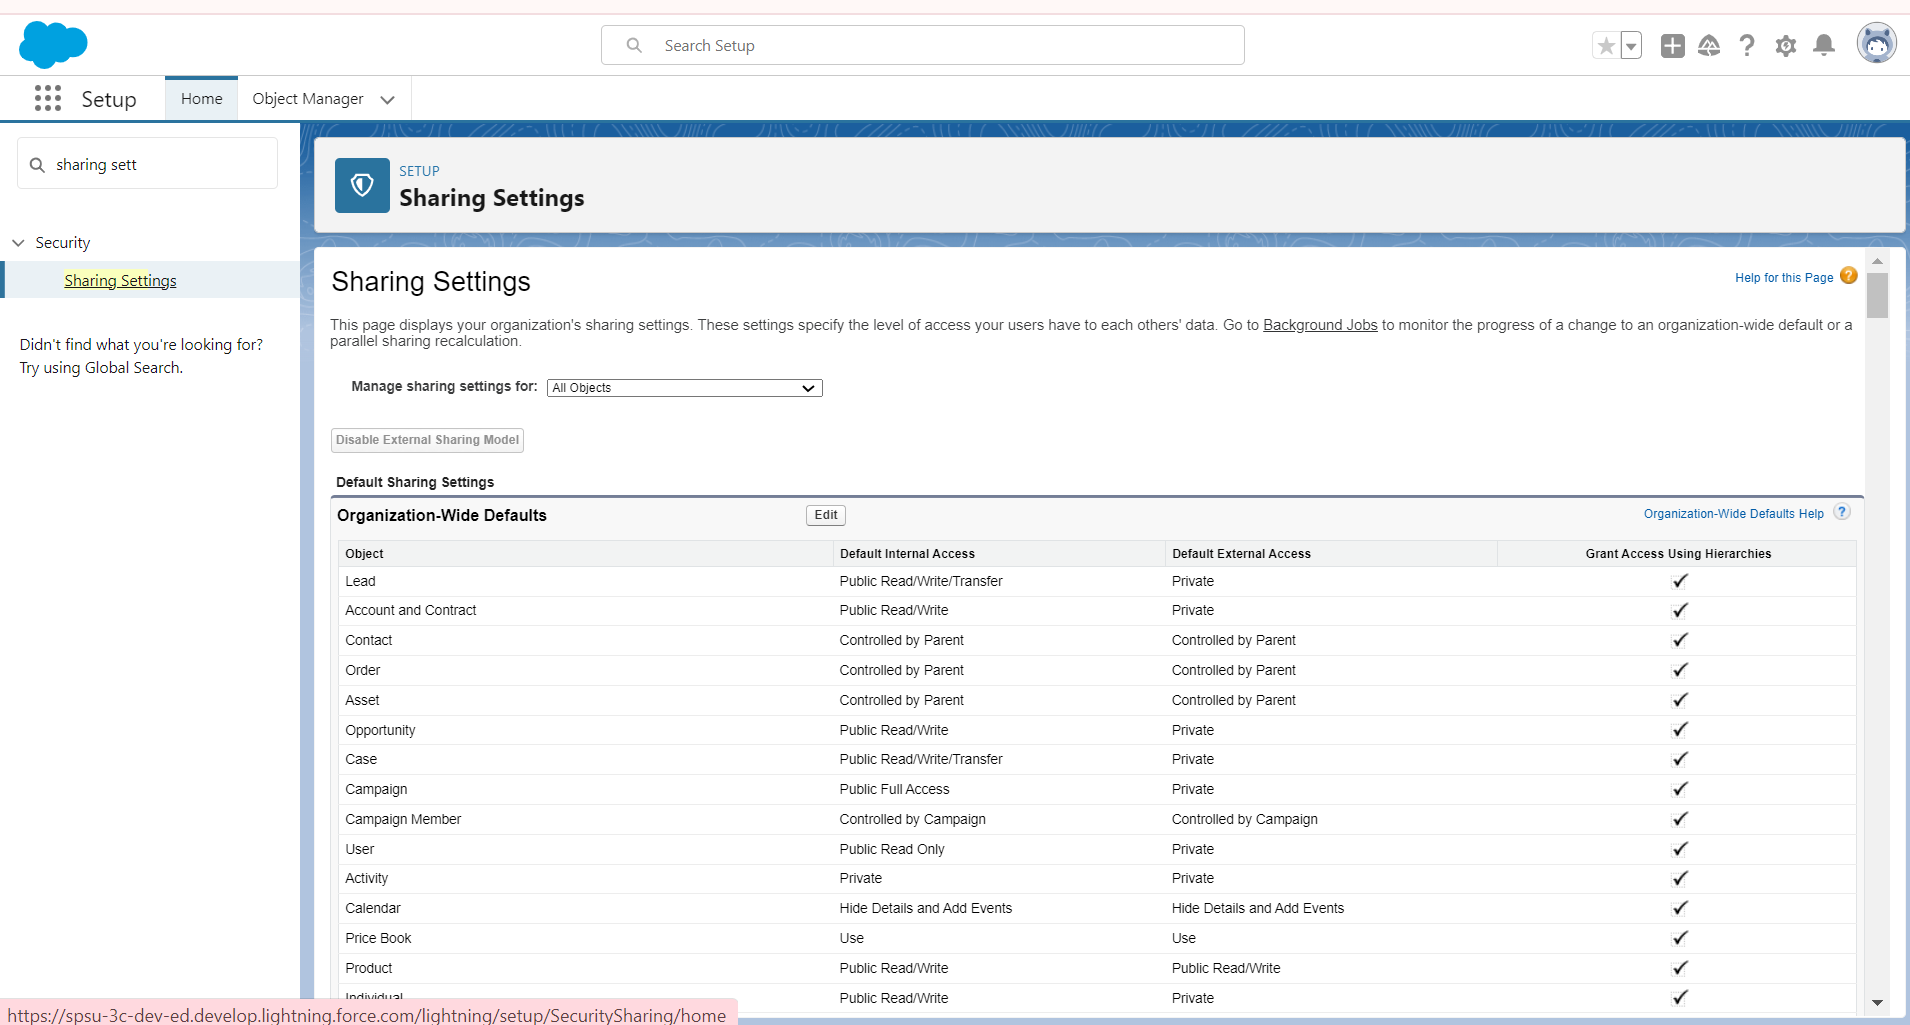 Search Setup
Setup
Home
Object Manager
sharing sett
Security
Sharing Settings
Didn't find what you're looking for?
Try using Global Search.
SETUP
Sharing Settings
Sharing Settings
Help for this Page
This page displays your organization's sharing settings. These settings specify the level of access your users have to each others' data. Go to Background Jobs to monitor the progress of a change to an organization-wide default or a
parallel sharing recalculation.
Manage sharing settings for: All Objects
Disable External Sharing Model
Default Sharing Settings
Organization-Wide Defaults Edit Organization-Wide Defaults Help ?
Object Default Internal Access Default External Access Grant Access Using Hierarchies
Lead Public Read/Write/Transfer Private
Account and Contract Public Read/Write Private
Contact Controlled by Parent Controlled by Parent
Order Controlled by Parent Controlled by Parent
Asset Controlled by Parent Controlled by Parent
Opportunity Public Read/Write Private
Case Public Read/Write/Transfer Private
Campaign Public Full Access Private
Campaign Member Controlled by Campaign Controlled by Campaign
User Public Read Only Private
Activity Private Private
Calendar Hide Details and Add Events Hide Details and Add Events
Price Book Use Use
Product Public Read/Write Public Read/Write
Individual Public Read/Write Private
https://spsu-3c-dev-ed.develop.lightning.force.com/lightning/setup/SecuritySharing/home